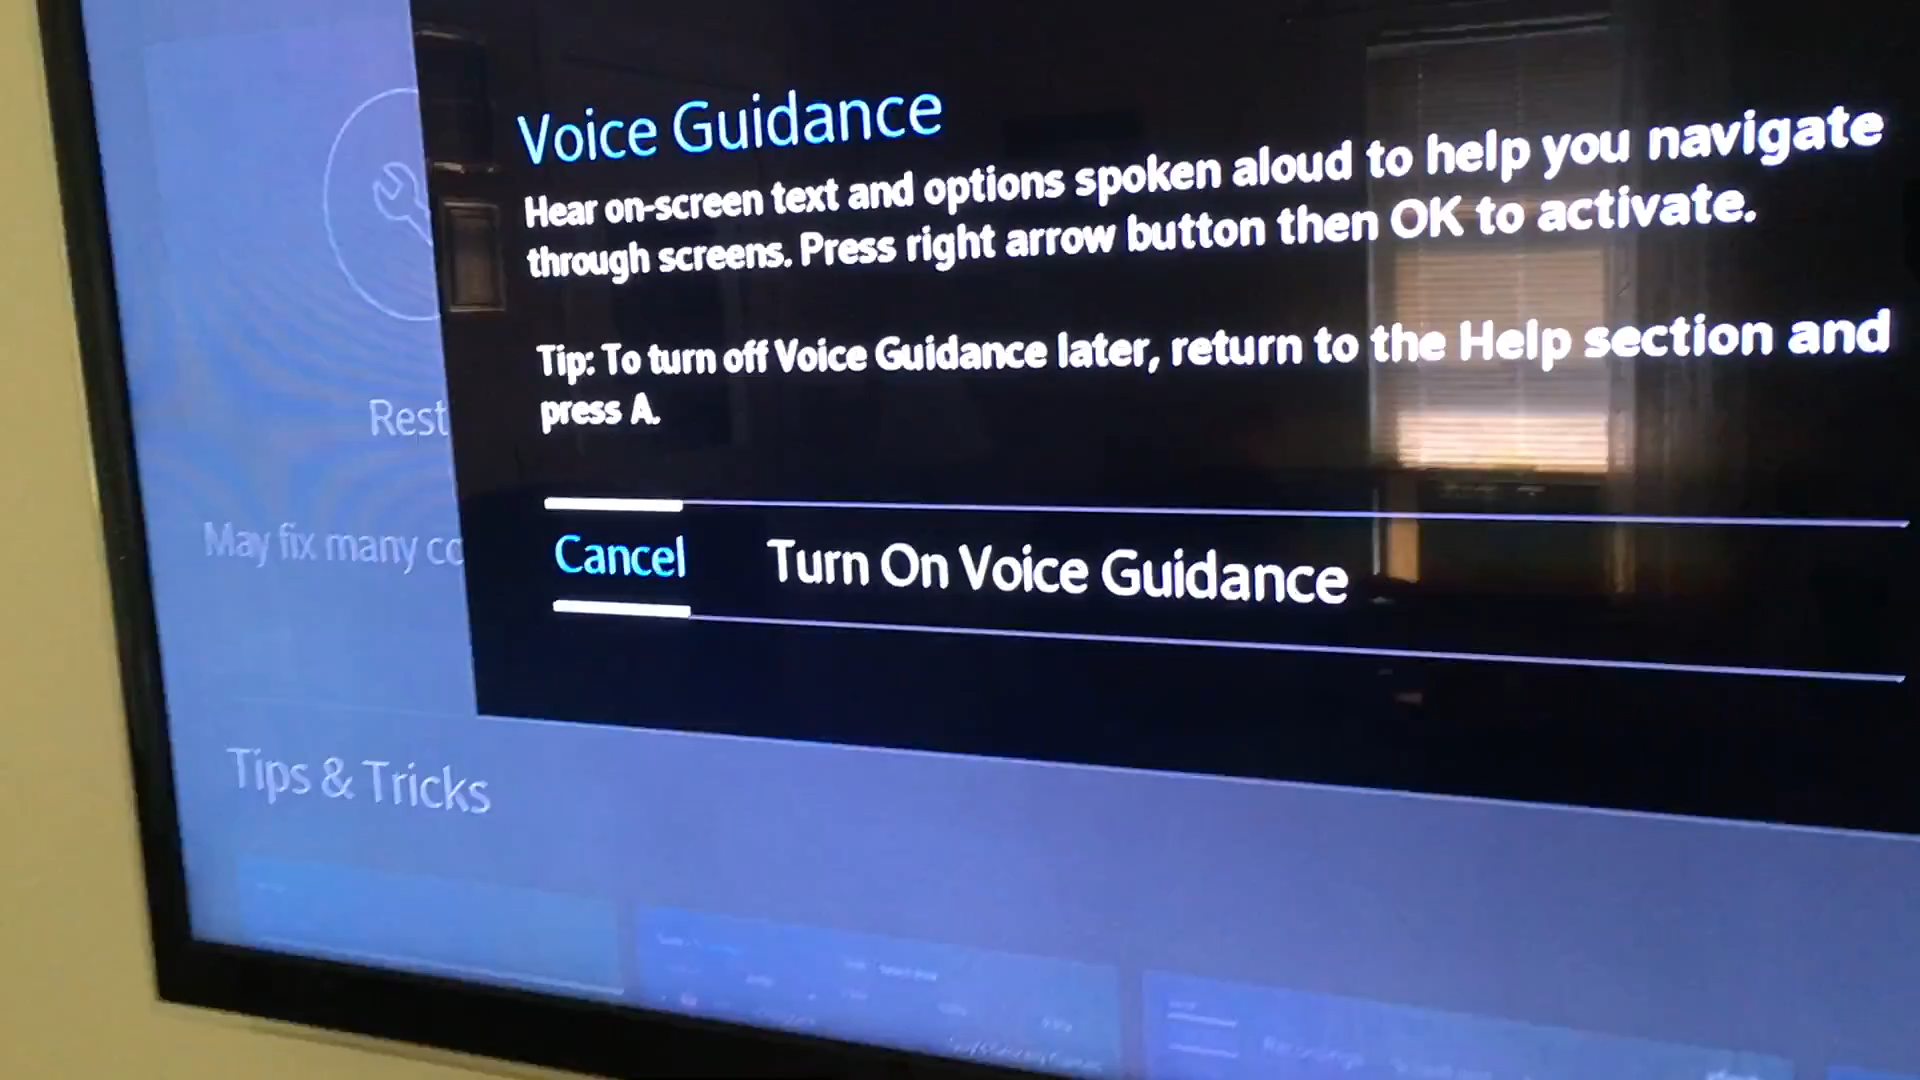 Voice Guidance
Hear on-screen text and options spoken aloud to help you navigate
through screens. Press right arrow button then OK to activate.
Tip: To turn off Voice Guidance later, return to the Help section and
press A.
Cancel Turn On Voice Guidance
Rest
May fix many co
Tips & Tricks
Recordings